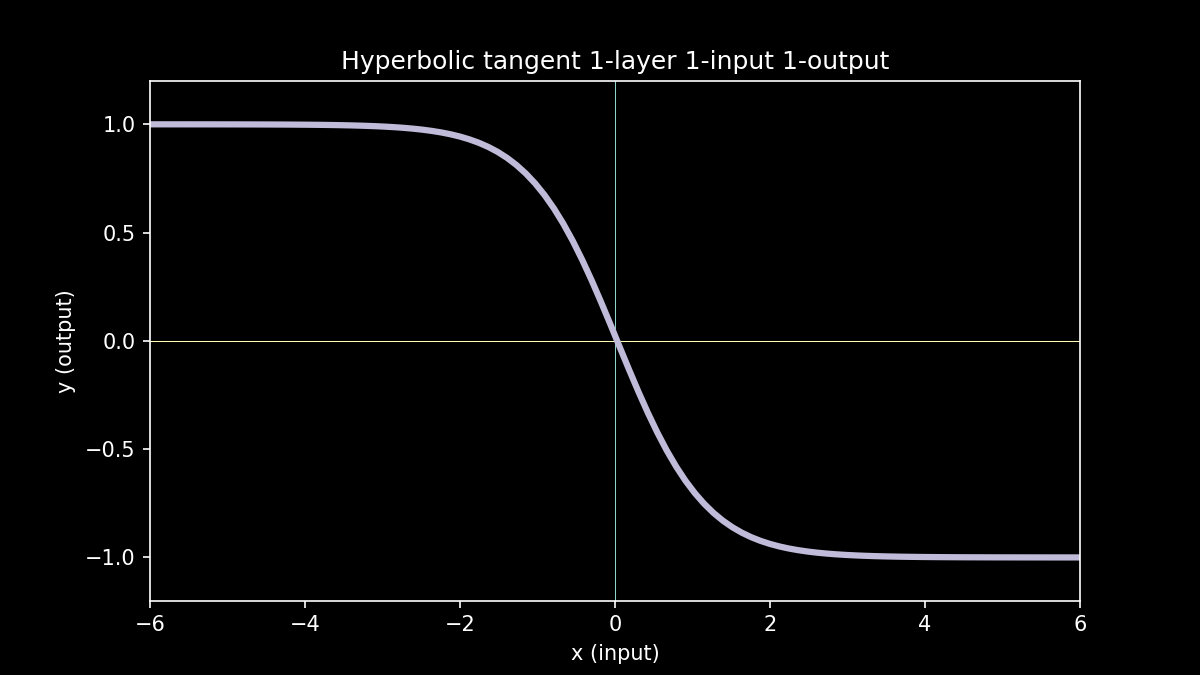 Hyperbolic tangent 1-layer 1-input 1-output
1.0
0.5
0.0
−0.5
−1.0
y (output)
−6 −4 −2 0 2 4 6
x (input)